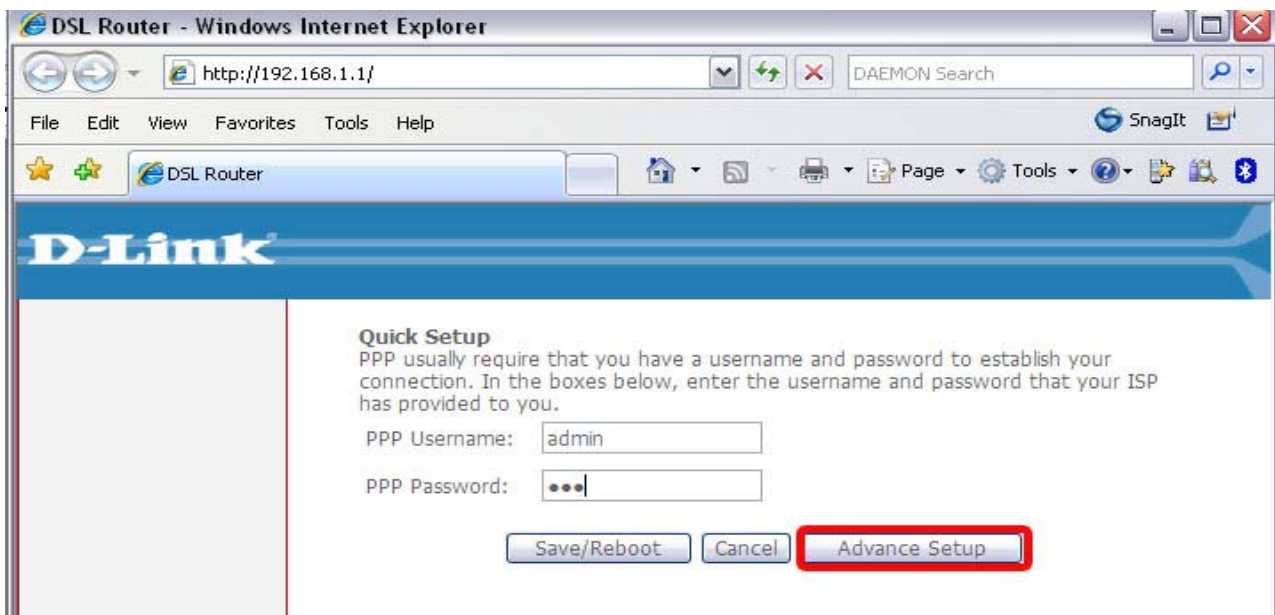 DSL Router - Windows Internet Explorer
http://192.168.1.1/
DAEMON Search
File Edit View Favorites Tools Help
SnagIt
DSL Router
Page Tools
D-Link
Quick Setup
PPP usually require that you have a username and password to establish your
connection. In the boxes below, enter the username and password that your ISP
has provided to you.
PPP Username: admin
PPP Password: •••
Save/Reboot Cancel Advance Setup